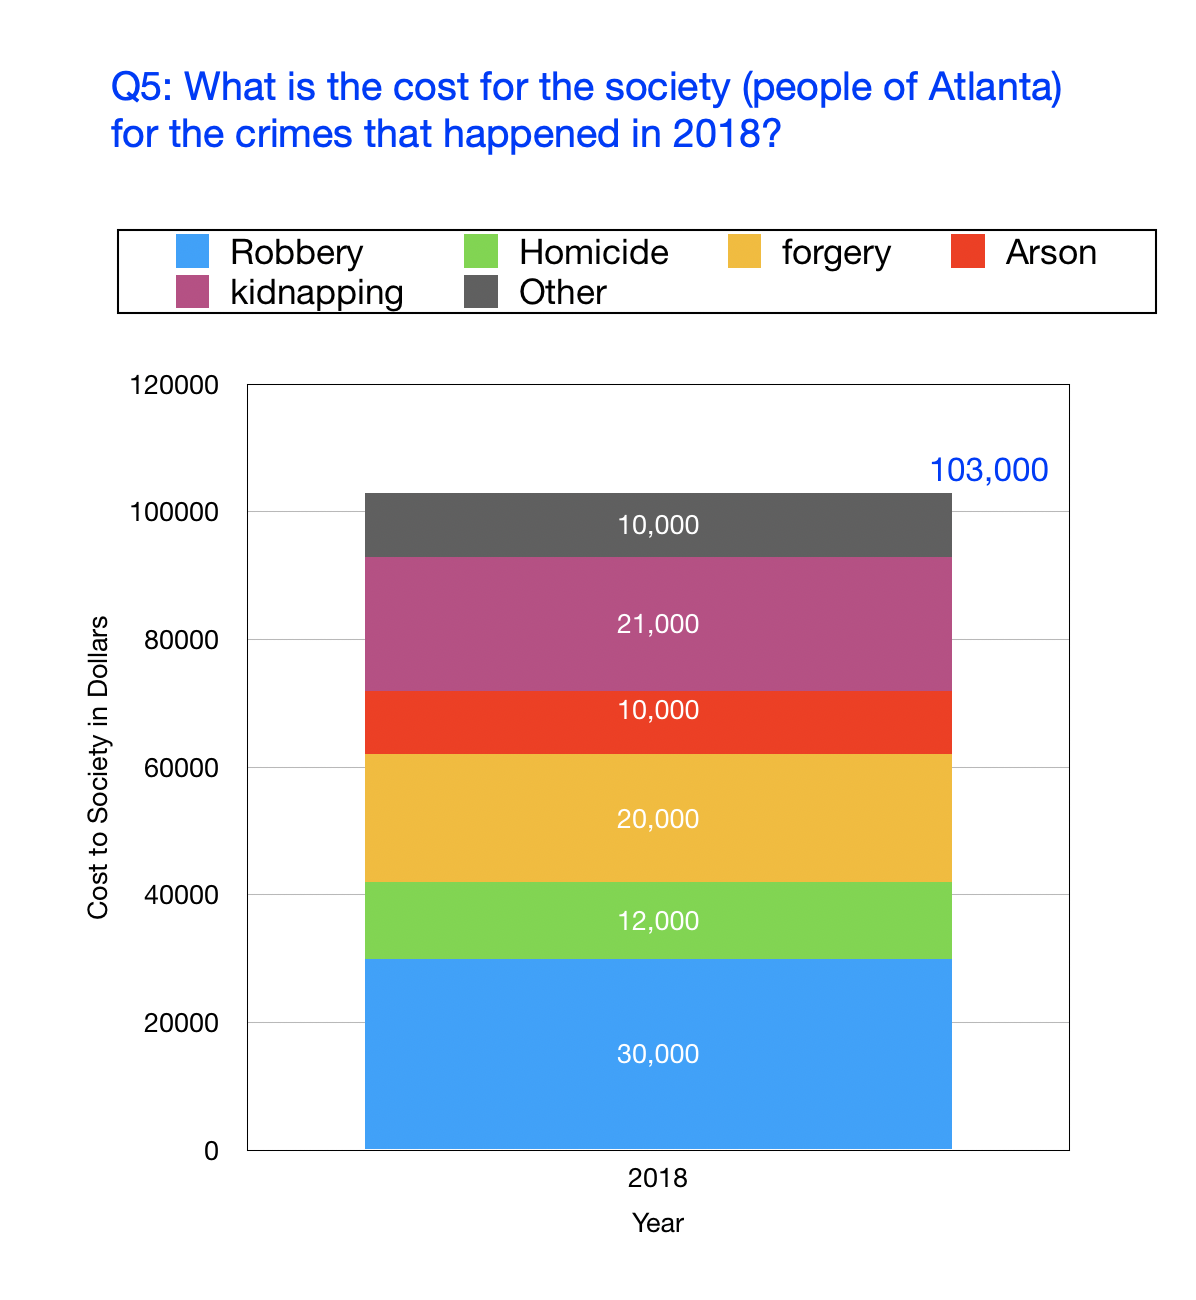 Q5: What is the cost for the society (people of Atlanta)
for the crimes that happened in 2018?
Robbery Homicide forgery Arson
kidnapping Other
120000
103,000
100000
10,000
21,000
80000
10,000
60000
20,000
40000
12,000
20000
30,000
0
Cost to Society in Dollars
2018
Year